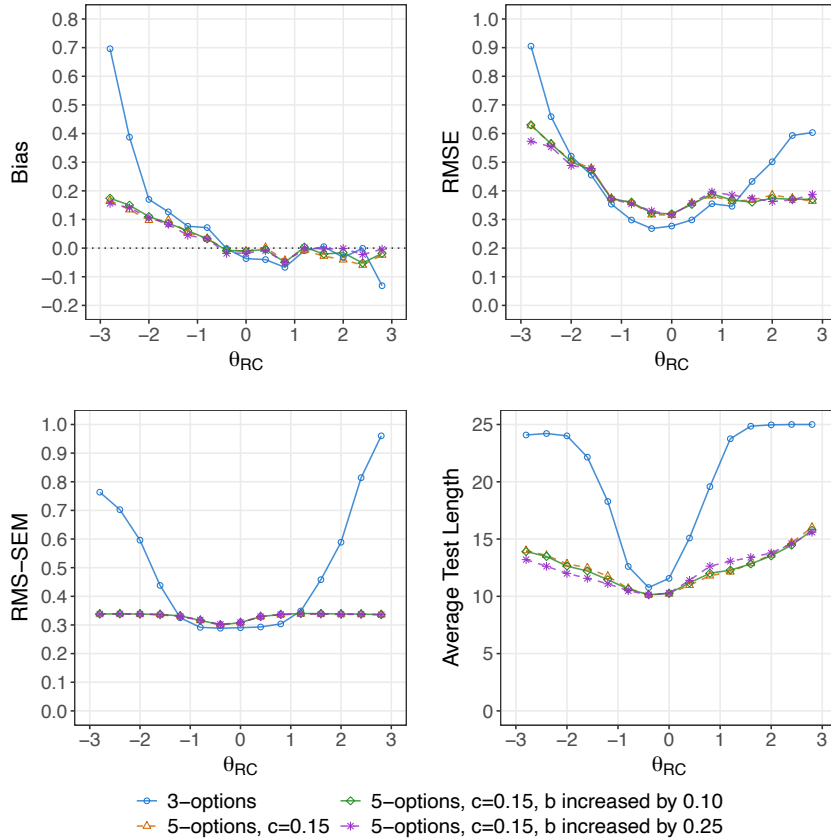 Bias
0.8
0.7
0.6
0.5
0.4
0.3
0.2
0.1
0.0
−0.1
−0.2
−3 −2 −1 0 1 2 3
θRC
RMSE
1.0
0.9
0.8
0.7
0.6
0.5
0.4
0.3
0.2
0.1
0.0
−3 −2 −1 0 1 2 3
θRC
RMS−SEM
1.0
0.9
0.8
0.7
0.6
0.5
0.4
0.3
0.2
0.1
0.0
−3 −2 −1 0 1 2 3
θRC
Average Test Length
25
20
15
10
5
0
−3 −2 −1 0 1 2 3
θRC
3−options
5−options, c=0.15
5−options, c=0.15, b increased by 0.10
5−options, c=0.15, b increased by 0.25